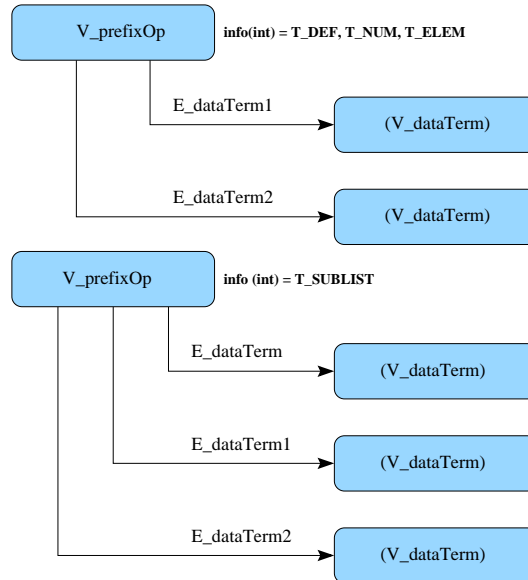 V_prefixOp
info(int) = T_DEF, T_NUM, T_ELEM
E_dataTerm1
(V_dataTerm)
E_dataTerm2
(V_dataTerm)
V_prefixOp
info (int) = T_SUBLIST
E_dataTerm
(V_dataTerm)
E_dataTerm1
(V_dataTerm)
E_dataTerm2
(V_dataTerm)